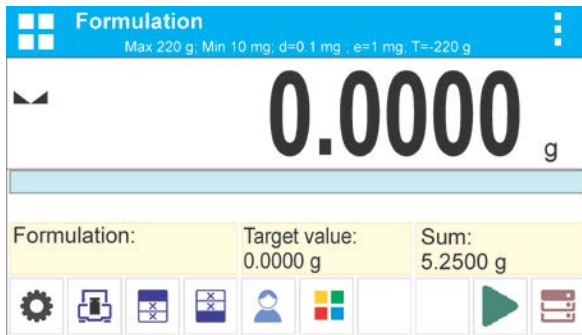 Formulation
Max 220 g; Min 10 mg; d=0.1 mg ; e=1 mg; T=-220 g
0.0000 g
Formulation:
Target value:
0.0000 g
Sum:
5.2500 g